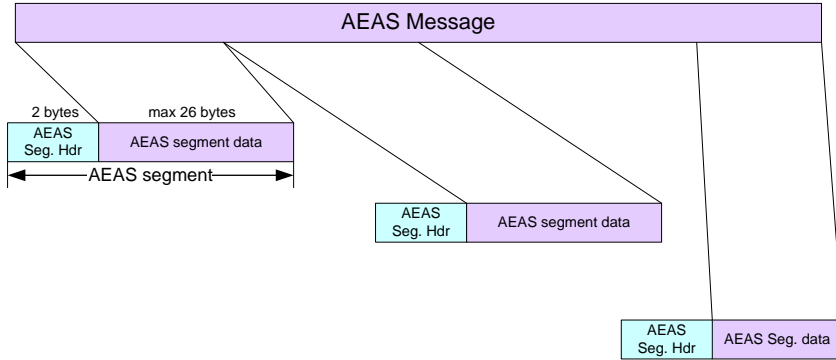 AEAS Message
2 bytes
max 26 bytes
AEAS
Seg. Hdr
AEAS segment data
AEAS segment
AEAS
Seg. Hdr
AEAS segment data
AEAS
Seg. Hdr
AEAS Seg. data